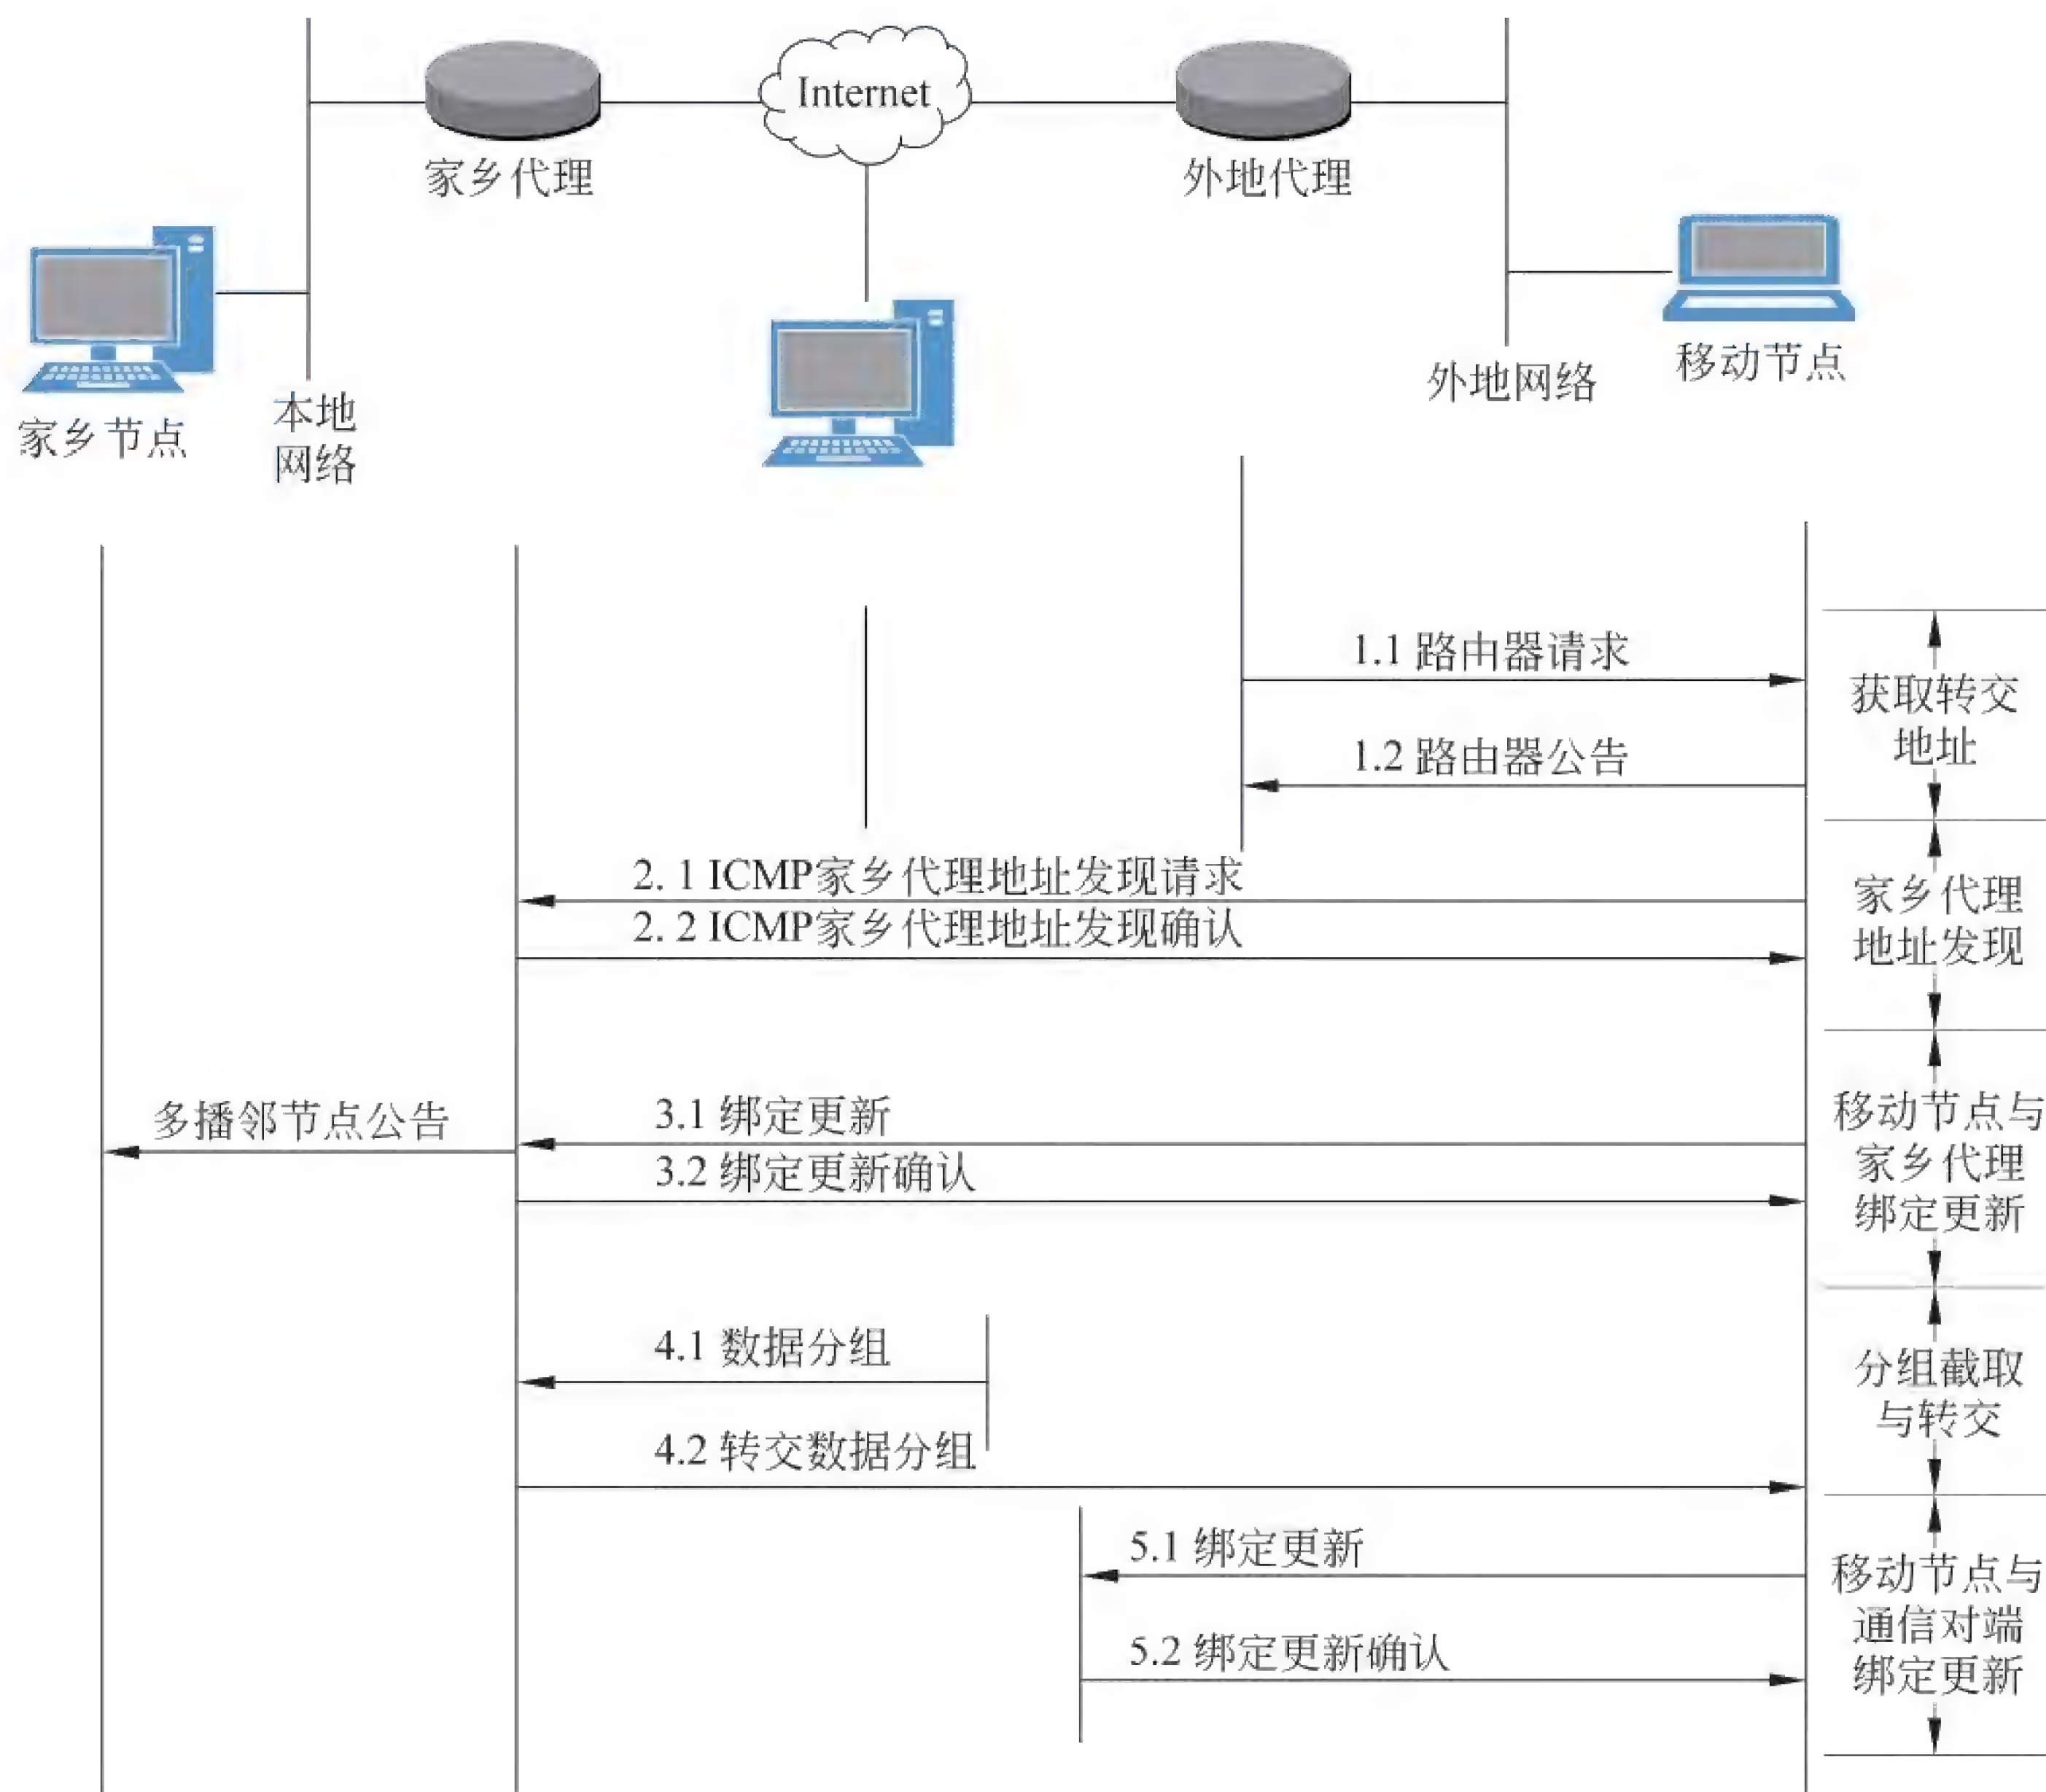 Internet
家乡代理
外地代理
家乡节点
本地
网络
外地网络
移动节点
1.1 路由器请求
1.2 路由器公告
获取转交
地址
2. 1 ICMP家乡代理地址发现请求
2. 2 ICMP家乡代理地址发现确认
家乡代理
地址发现
多播邻节点公告
3.1 绑定更新
3.2 绑定更新确认
移动节点与
家乡代理
绑定更新
4.1 数据分组
4.2 转交数据分组
分组截取
与转交
5.1 绑定更新
5.2 绑定更新确认
移动节点与
通信对端
绑定更新